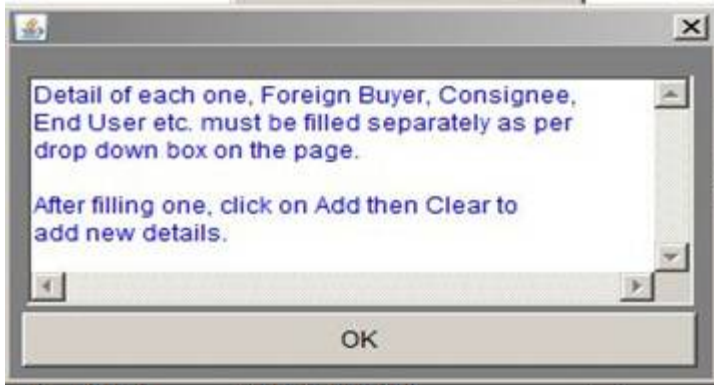 Detail of each one, Foreign Buyer, Consignee,
End User etc. must be filled separately as per
drop down box on the page.
After filling one, click on Add then Clear to
add new details.
OK